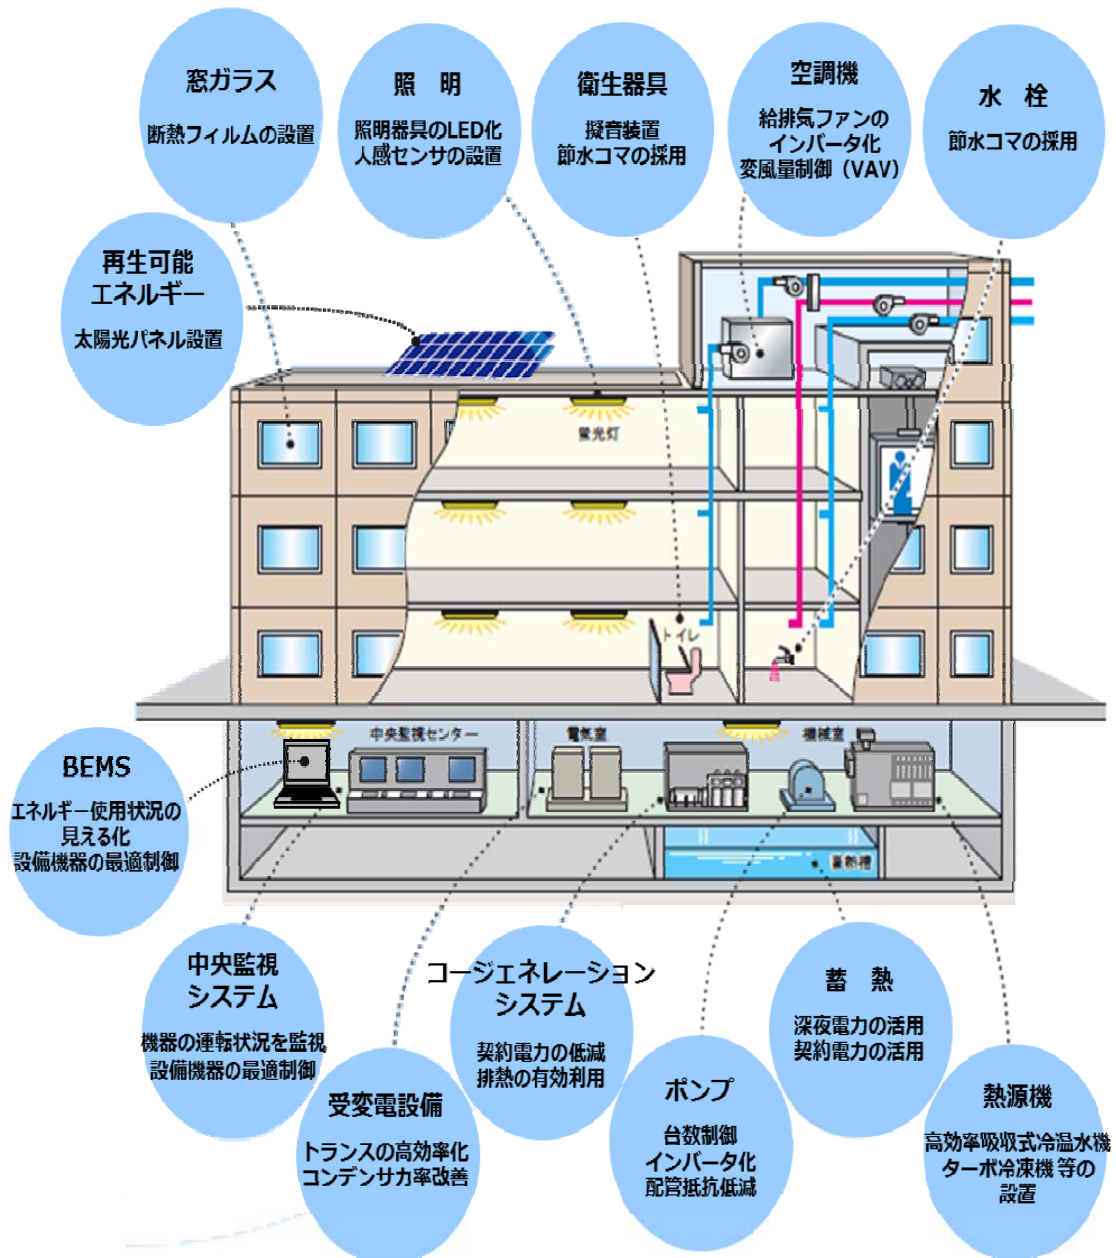 窓ガラス
断熱フィルムの設置
照　明
照明器具のLED化
人感センサの設置
衛生器具
擬音装置
節水コマの採用
空調機
給排気ファンの
インバータ化
変風量制御（VAV）
水　栓
節水コマの採用
再生可能
エネルギー
太陽光パネル設置
蛍光灯
トイレ
中央監視センター
電気室
機械室
蓄熱槽
BEMS
エネルギー使用状況の
見える化
設備機器の最適制御
中央監視
システム
機器の運転状況を監視
設備機器の最適制御
受変電設備
トランスの高効率化
コンデンサカ率改善
コージェネレーション
システム
契約電力の低減
排熱の有効利用
ポンプ
台数制御
インバータ化
配管抵抗低減
蓄　熱
深夜電力の活用
契約電力の活用
熱源機
高効率吸収式冷温水機
ターボ冷凍機 等の
設置